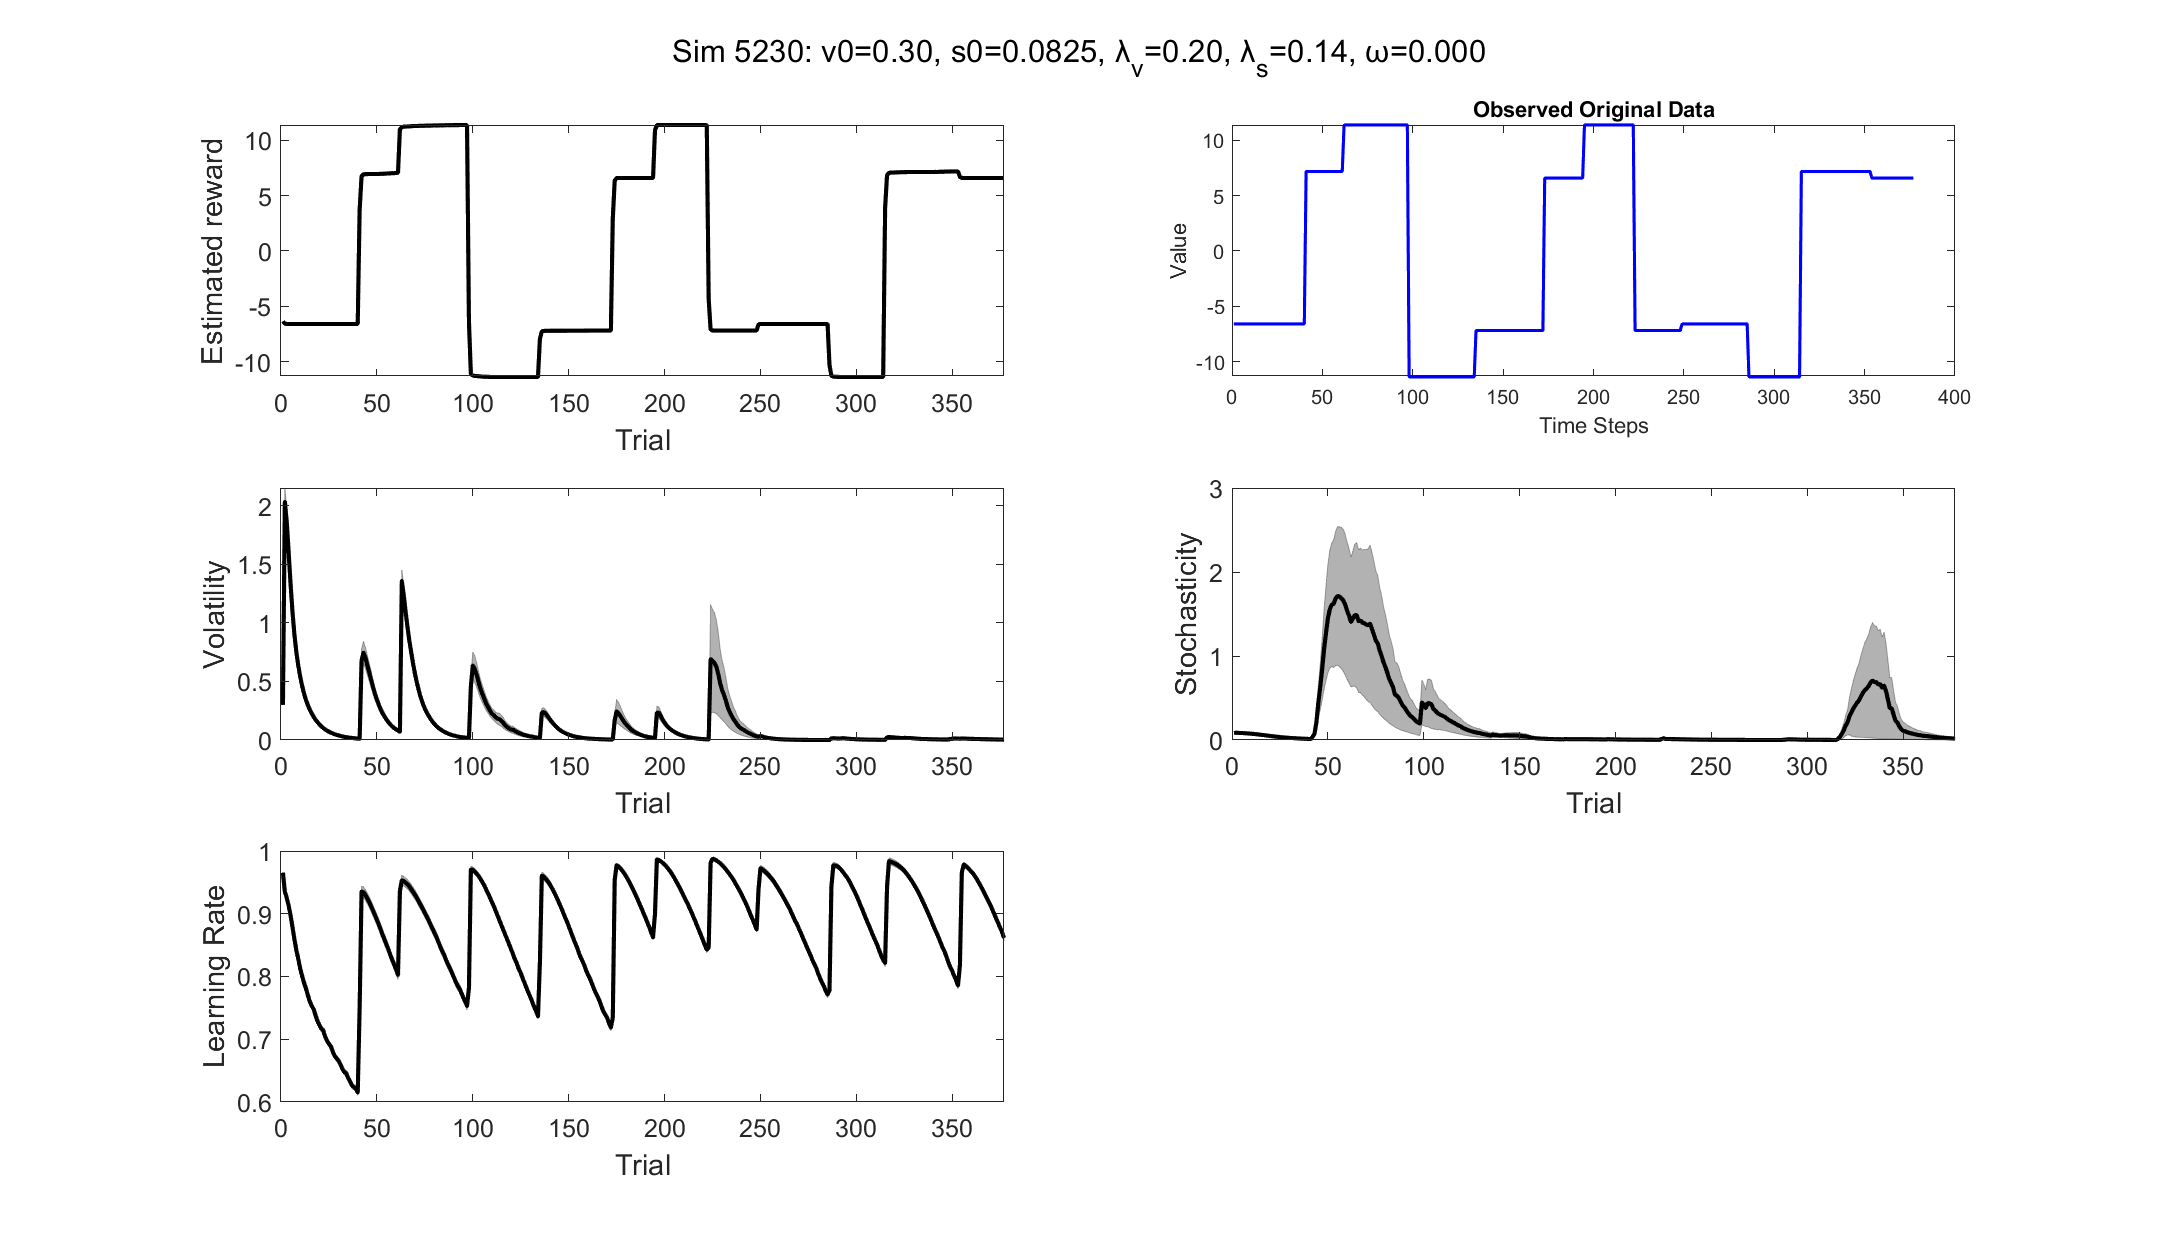 Sim 5230: v0=0.30, s0=0.0825, λ_v=0.20, λ_s=0.14, ω=0.000
Estimated reward
10
5
0
-5
-10
0 50 100 150 200 250 300 350
Trial
Observed Original Data
Value
10
5
0
-5
-10
0 50 100 150 200 250 300 350 400
Time Steps
Volatility
2
1.5
1
0.5
0
0 50 100 150 200 250 300 350
Trial
Stochasticity
3
2
1
0
0 50 100 150 200 250 300 350
Trial
Learning Rate
1
0.9
0.8
0.7
0.6
0 50 100 150 200 250 300 350
Trial